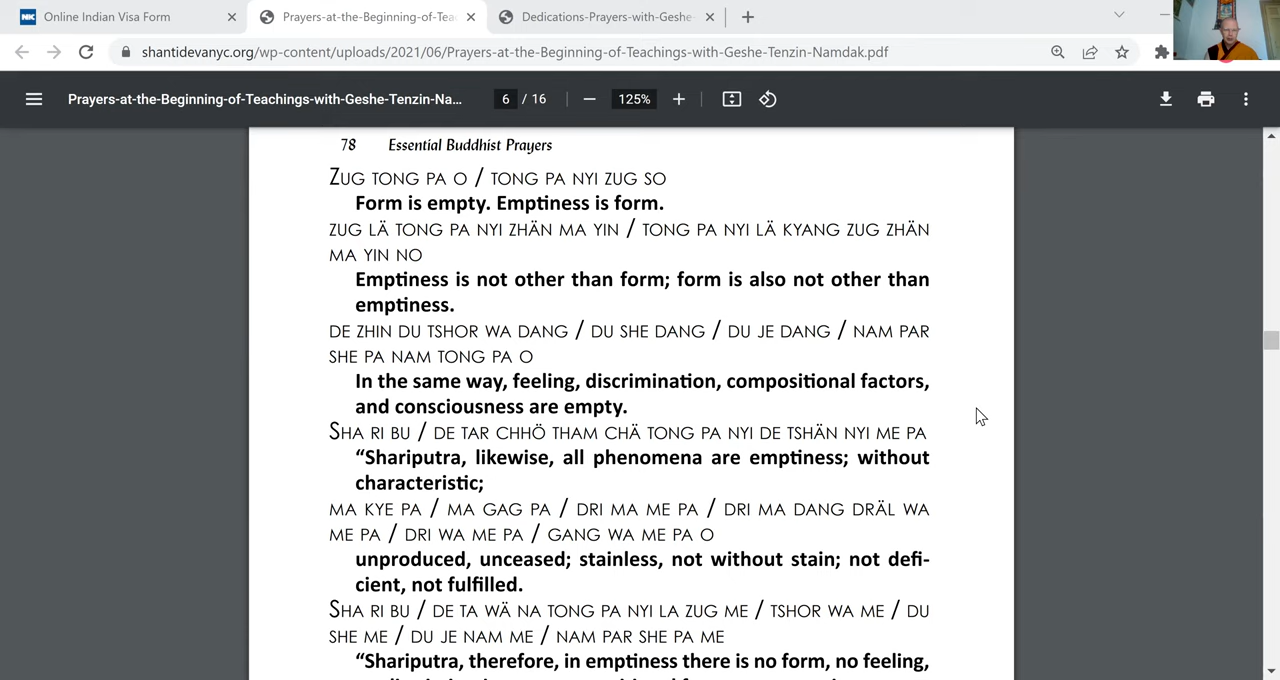 Online Indian Visa Form
Prayers-at-the-Beginning-of-Tea
Dedications-Prayers-with-Geshe-
shantidevanyc.org/wp-content/uploads/2021/06/Prayers-at-the-Beginning-of-Teachings-with-Geshe-Tenzin-Namdak.pdf
Prayers-at-the-Beginning-of-Teachings-with-Geshe-Tenzin-Na...
6 / 16
125%
78 Essential Buddhist Prayers
ZUG TONG PA O / TONG PA NYI ZUG SO
Form is empty. Emptiness is form.
ZUG LÄ TONG PA NYI ZHÄN MA YIN / TONG PA NYI LÄ KYANG ZUG ZHÄN
MA YIN NO
Emptiness is not other than form; form is also not other than
emptiness.
DE ZHIN DU TSHOR WA DANG / DU SHE DANG / DU JE DANG / NAM PAR
SHE PA NAM TONG PA O
In the same way, feeling, discrimination, compositional factors,
and consciousness are empty.
SHA RI BU / DE TAR CHHÖ THAM CHÄ TONG PA NYI DE TSHÄN NYI ME PA
“Shariputra, likewise, all phenomena are emptiness; without
characteristic;
MA KYE PA / MA GAG PA / DRI MA ME PA / DRI MA DANG DRÄL WA
ME PA / DRI WA ME PA / GANG WA ME PA O
unproduced, unceased; stainless, not without stain; not defi-
cient, not fulfilled.
SHA RI BU / DE TA WÄ NA TONG PA NYI LA ZUG ME / TSHOR WA ME / DU
SHE ME / DU JE NAM ME / NAM PAR SHE PA ME
“Shariputra, therefore, in emptiness there is no form, no feeling,